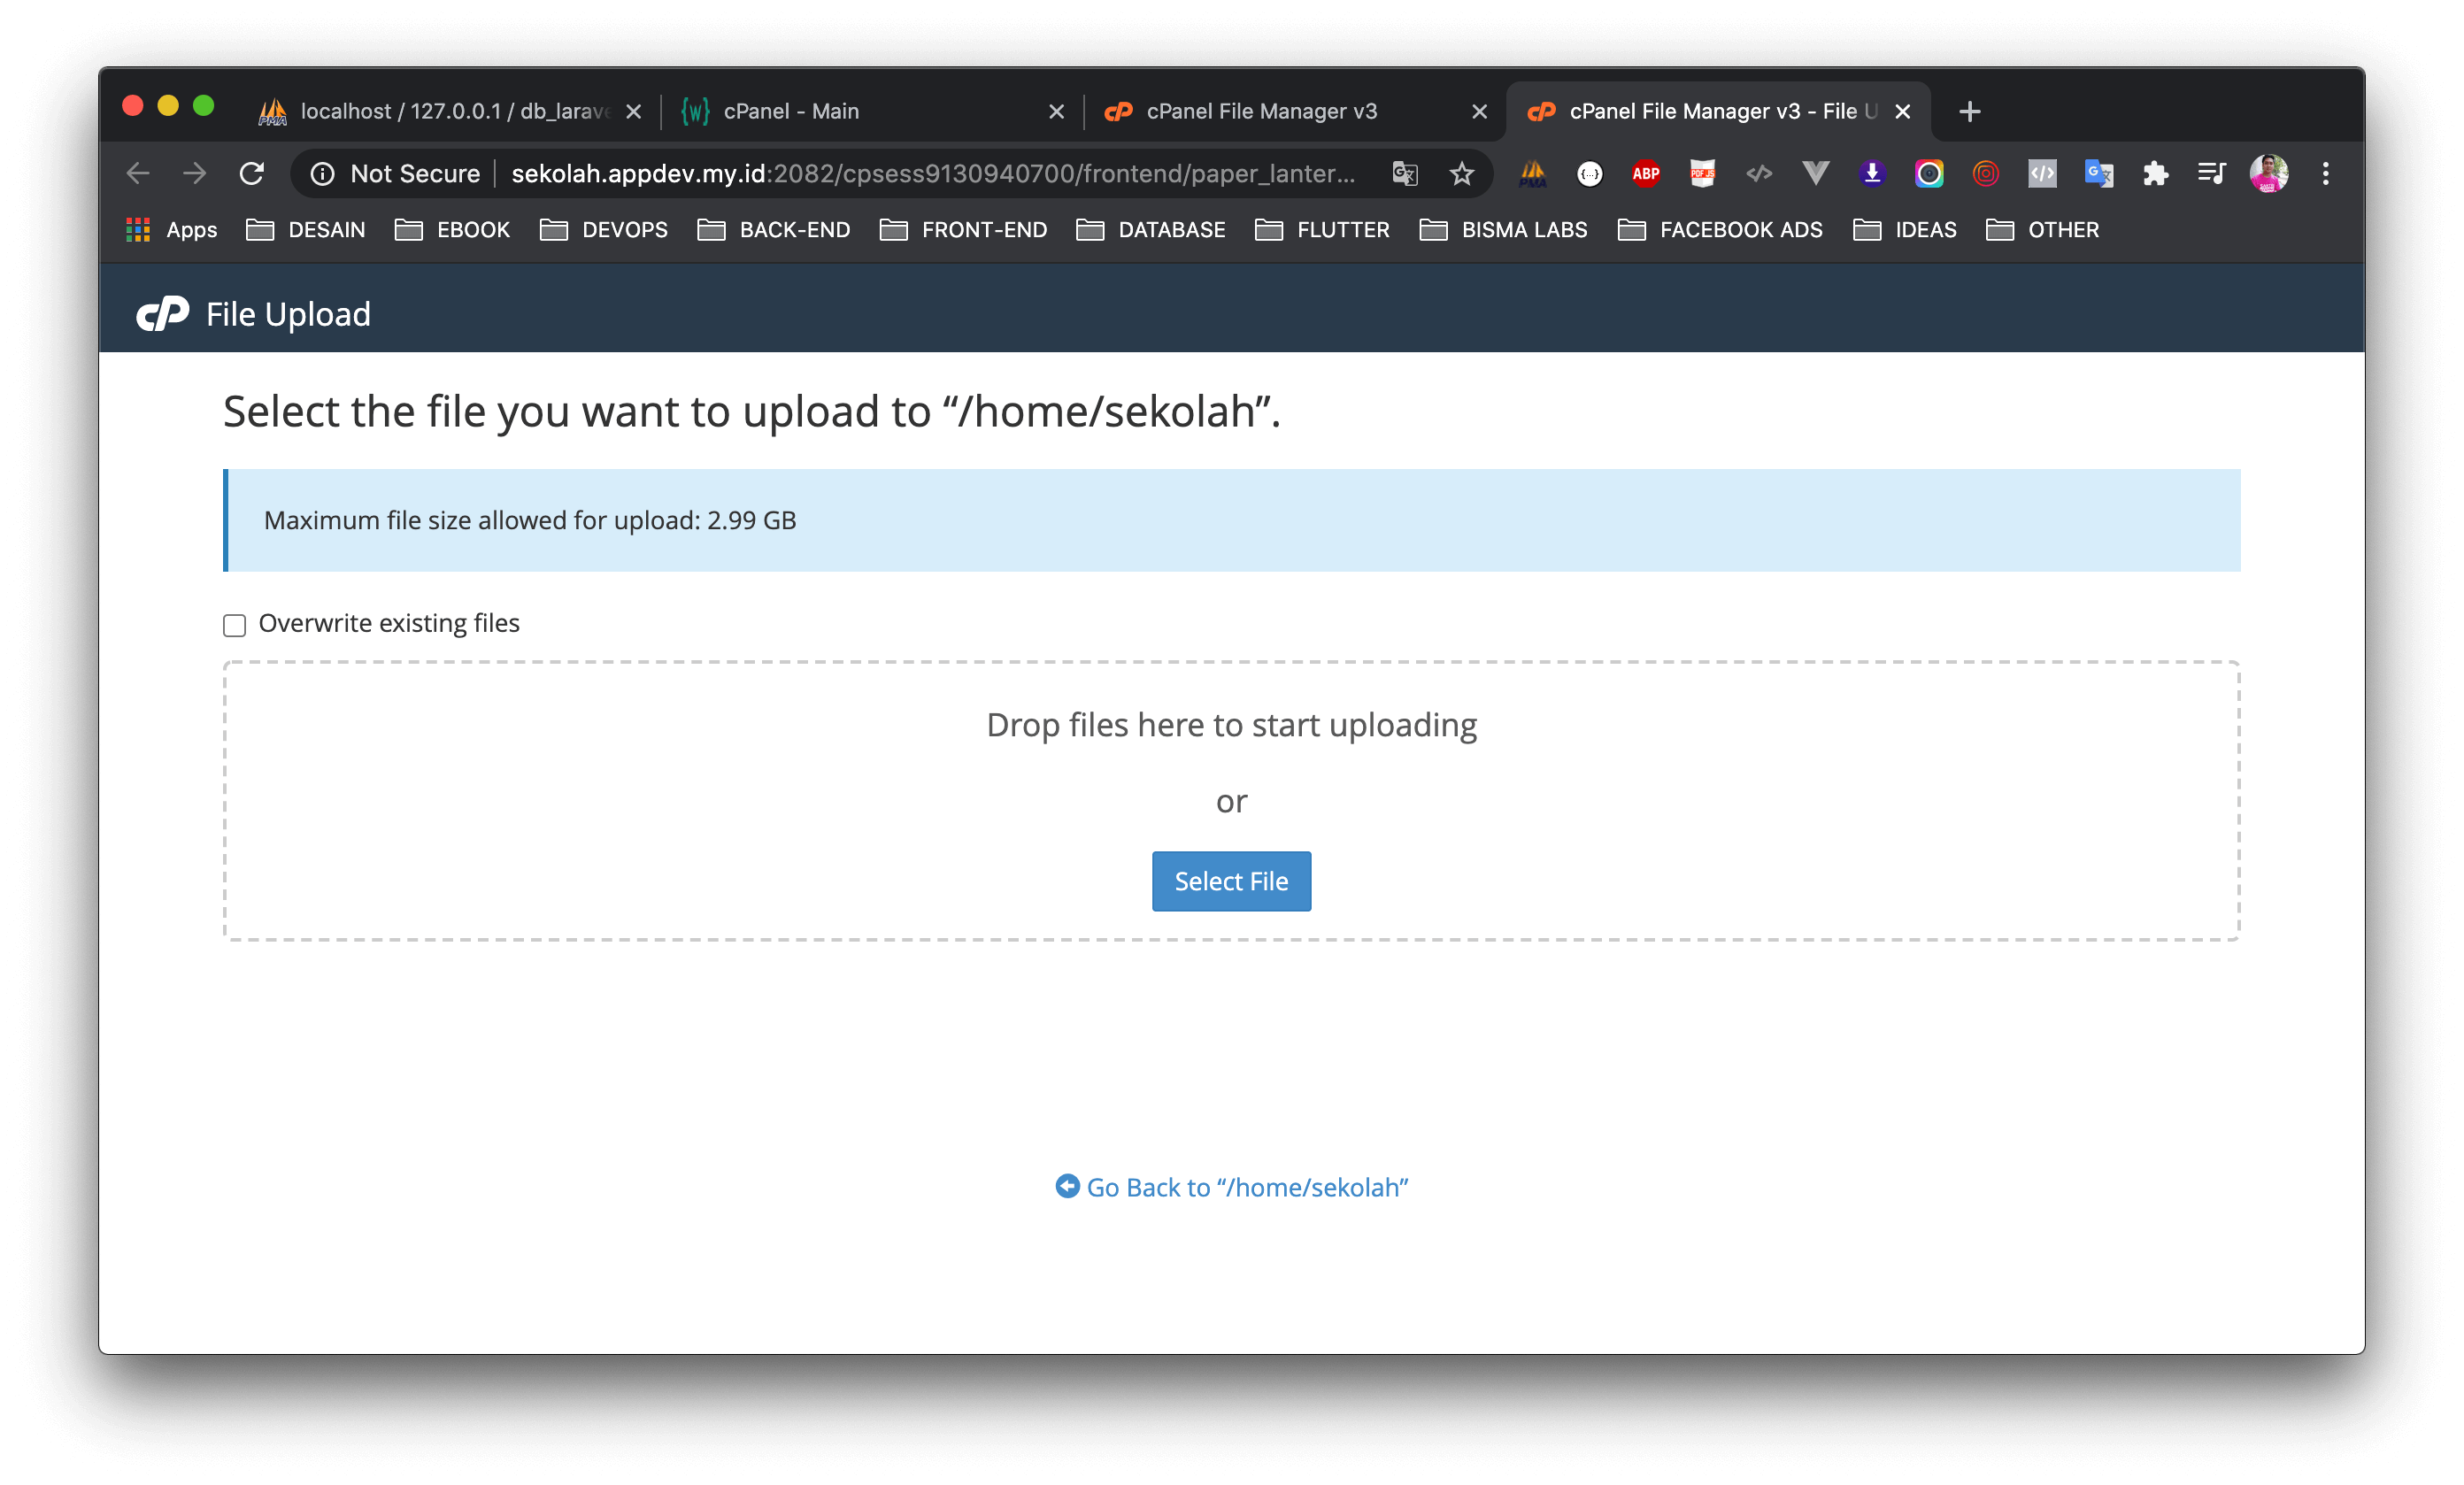 localhost / 127.0.0.1 / db_larave
cPanel - Main
cPanel File Manager v3
cPanel File Manager v3 - File U
Not Secure
sekolah.appdev.my.id:2082/cpsess9130940700/frontend/paper_lanter...
ABP
Apps
DESAIN
EBOOK
DEVOPS
BACK-END
FRONT-END
DATABASE
FLUTTER
BISMA LABS
FACEBOOK ADS
IDEAS
OTHER
cP File Upload
Select the file you want to upload to “/home/sekolah”.
Maximum file size allowed for upload: 2.99 GB
Overwrite existing files
Drop files here to start uploading
or
Select File
Go Back to “/home/sekolah”